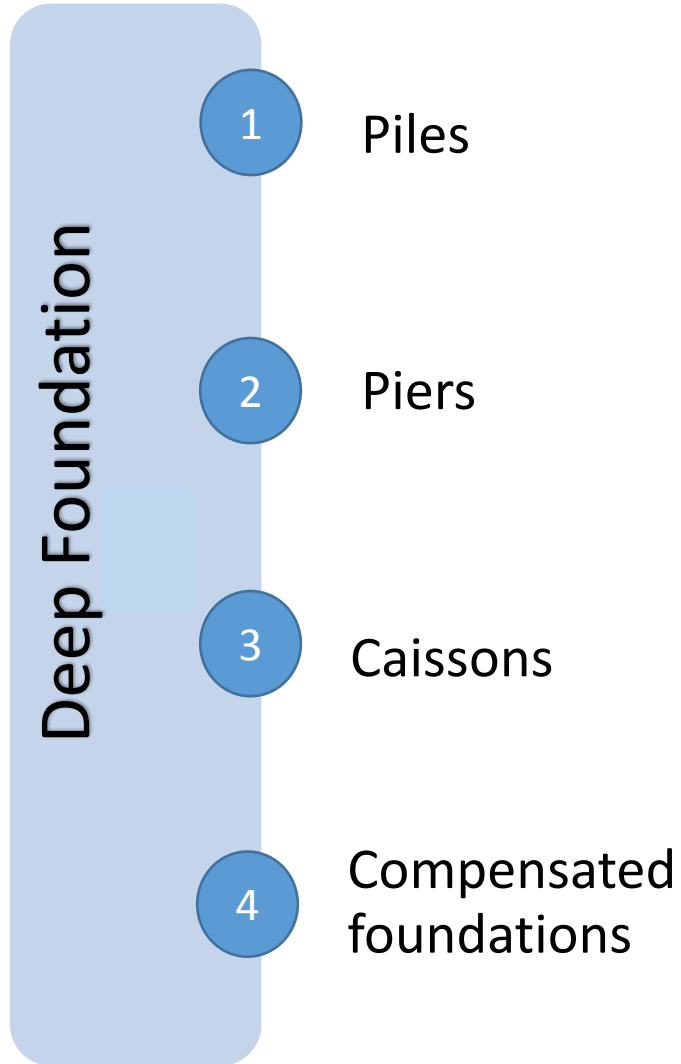 Deep Foundation
1
Piles
2
Piers
3
Caissons
4
Compensated
foundations